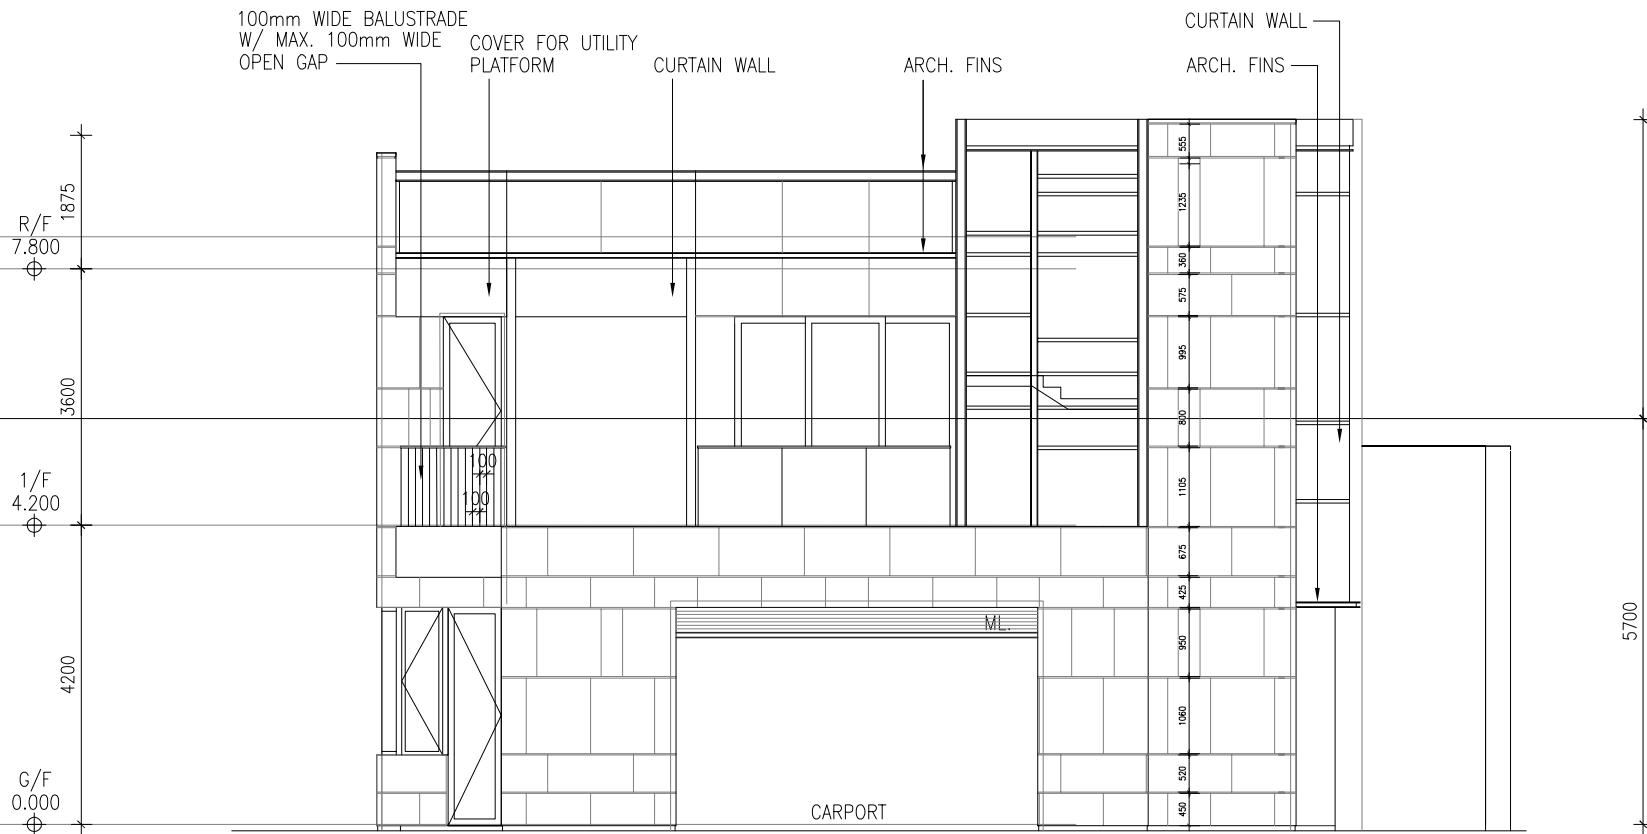 100mm WIDE BALUSTRADE
W/ MAX. 100mm WIDE
OPEN GAP
COVER FOR UTILITY
PLATFORM
CURTAIN WALL
ARCH. FINS
CURTAIN WALL
ARCH. FINS
R/F
7.800
1875
3600
1/F
4.200
4200
G/F
0.000
100
100
ML.
CARPORT
555
1235
360
575
995
800
1105
675
425
950
1060
520
450
5700